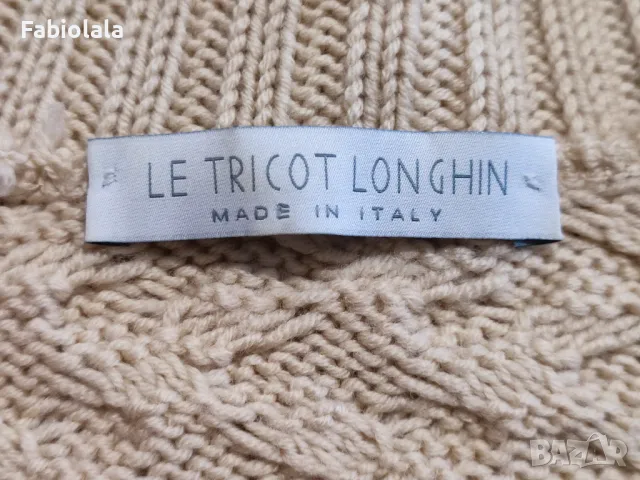 Fabiolala
LE TRICOT LONGHIN
MADE IN ITALY
BAZAR